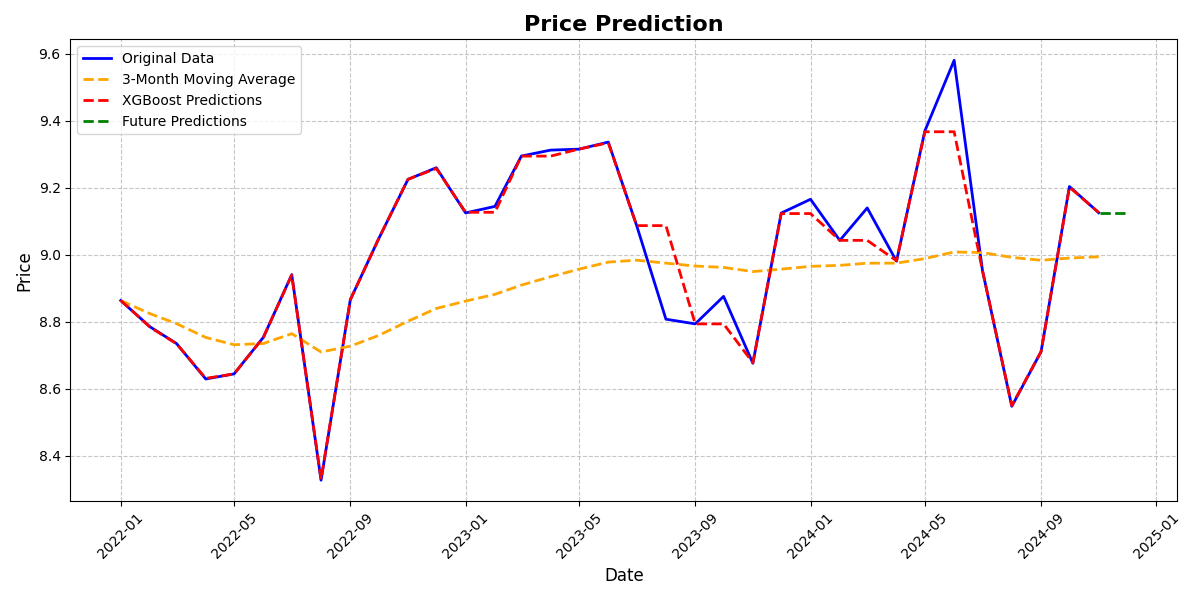 Price Prediction
Original Data
3-Month Moving Average
XGBoost Predictions
Future Predictions
Price
9.6
9.4
9.2
9.0
8.8
8.6
8.4
2022-01
2022-05
2022-09
2023-01
2023-05
2023-09
2024-01
2024-05
2024-09
2025-01
Date